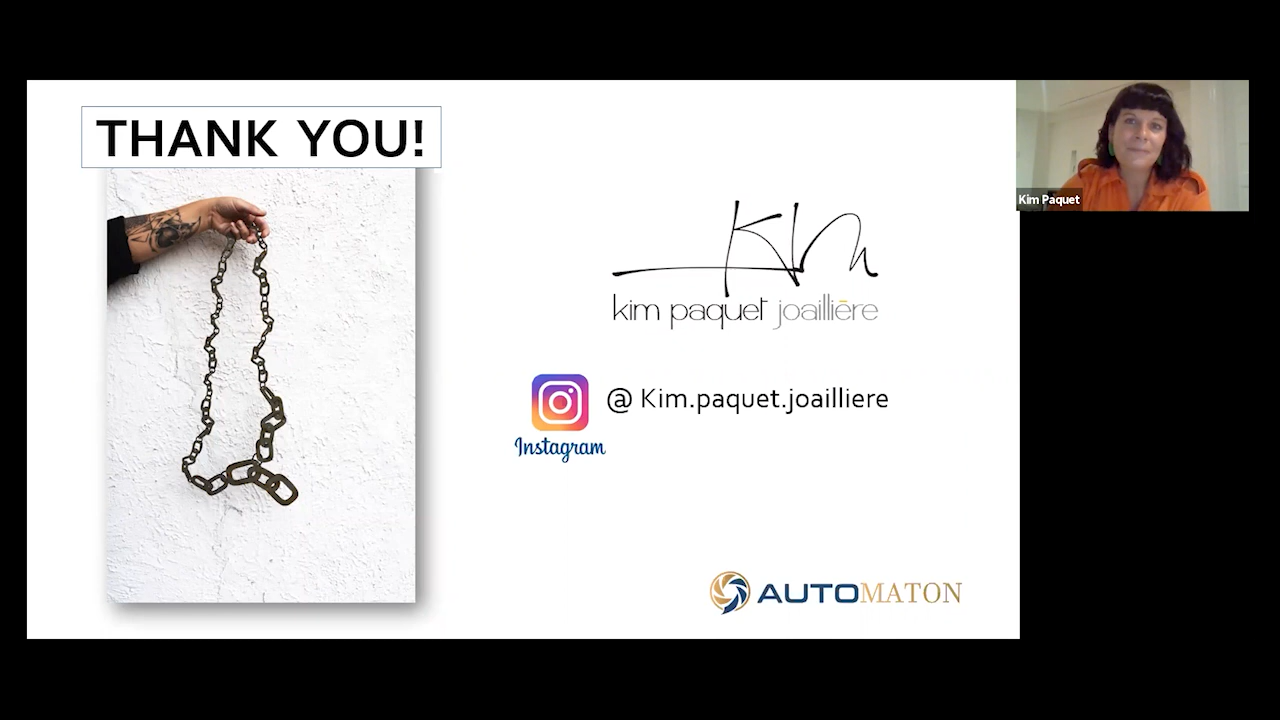 THANK YOU!
Kim
kim paquet joaillière
@ Kim.paquet.joailliere
Instagram
AUTOMATON
Kim Paquet